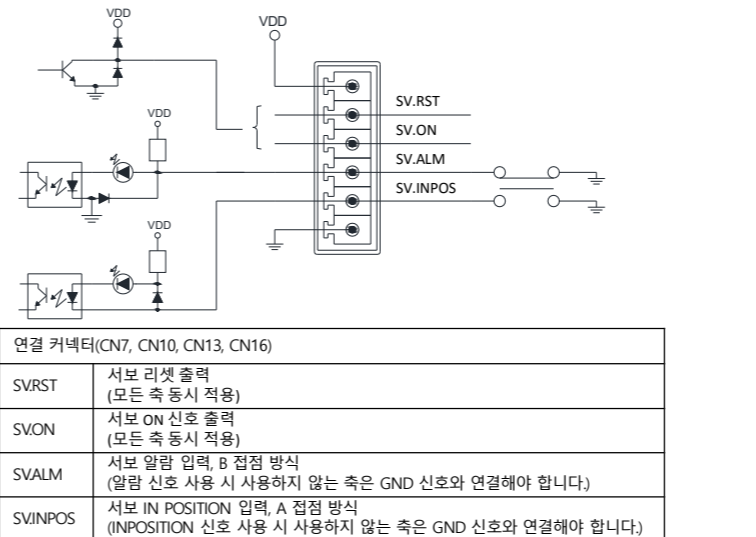 VDD
VDD
SV.RST
SV.ON
VDD
SV.ALM
SV.INPOS
VDD
연결 커넥터(CN7, CN10, CN13, CN16)
SV.RST
서보 리셋 출력
(모든 축 동시 적용)
SV.ON
서보 ON 신호 출력
(모든 축 동시 적용)
SV.ALM
서보 알람 입력, B 접점 방식
(알람 신호 사용 시 사용하지 않는 축은 GND 신호와 연결해야 합니다.)
SV.INPOS
서보 IN POSITION 입력, A 접점 방식
(INPOSITION 신호 사용 시 사용하지 않는 축은 GND 신호와 연결해야 합니다.)